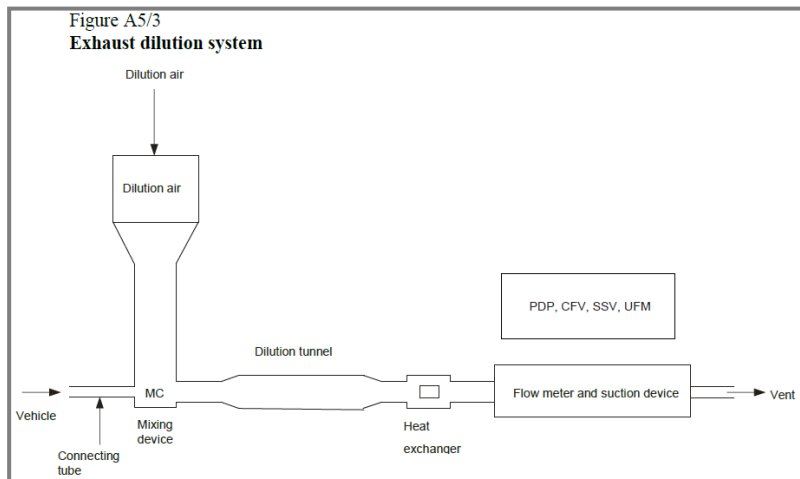 Figure A5/3
Exhaust dilution system
Dilution air
Dilution air
PDP, CFV, SSV, UFM
Dilution tunnel
MC
Flow meter and suction device
Vent
Vehicle
Mixing
device
Heat
exchanger
Connecting
tube